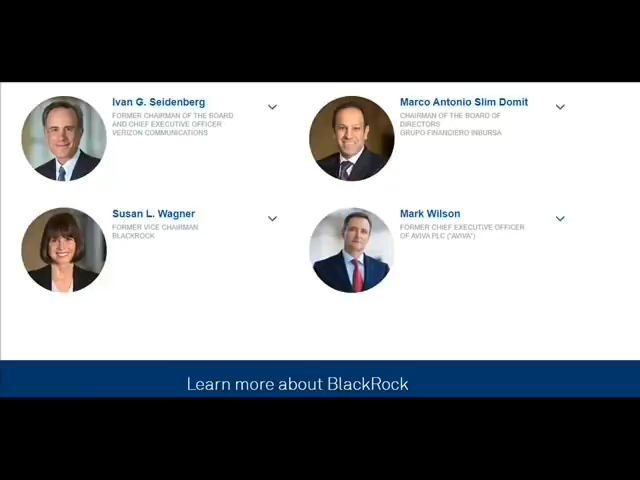 Ivan G. Seidenberg
FORMER CHAIRMAN OF THE BOARD
AND CHIEF EXECUTIVE OFFICER
VERIZON COMMUNICATIONS
Marco Antonio Slim Domit
CHAIRMAN OF THE BOARD OF
DIRECTORS
GRUPO FINANCIERO INBURSA
Susan L. Wagner
FORMER VICE CHAIRMAN
BLACKROCK
Mark Wilson
FORMER CHIEF EXECUTIVE OFFICER
OF AVIVA PLC ("AVIVA")
Learn more about BlackRock